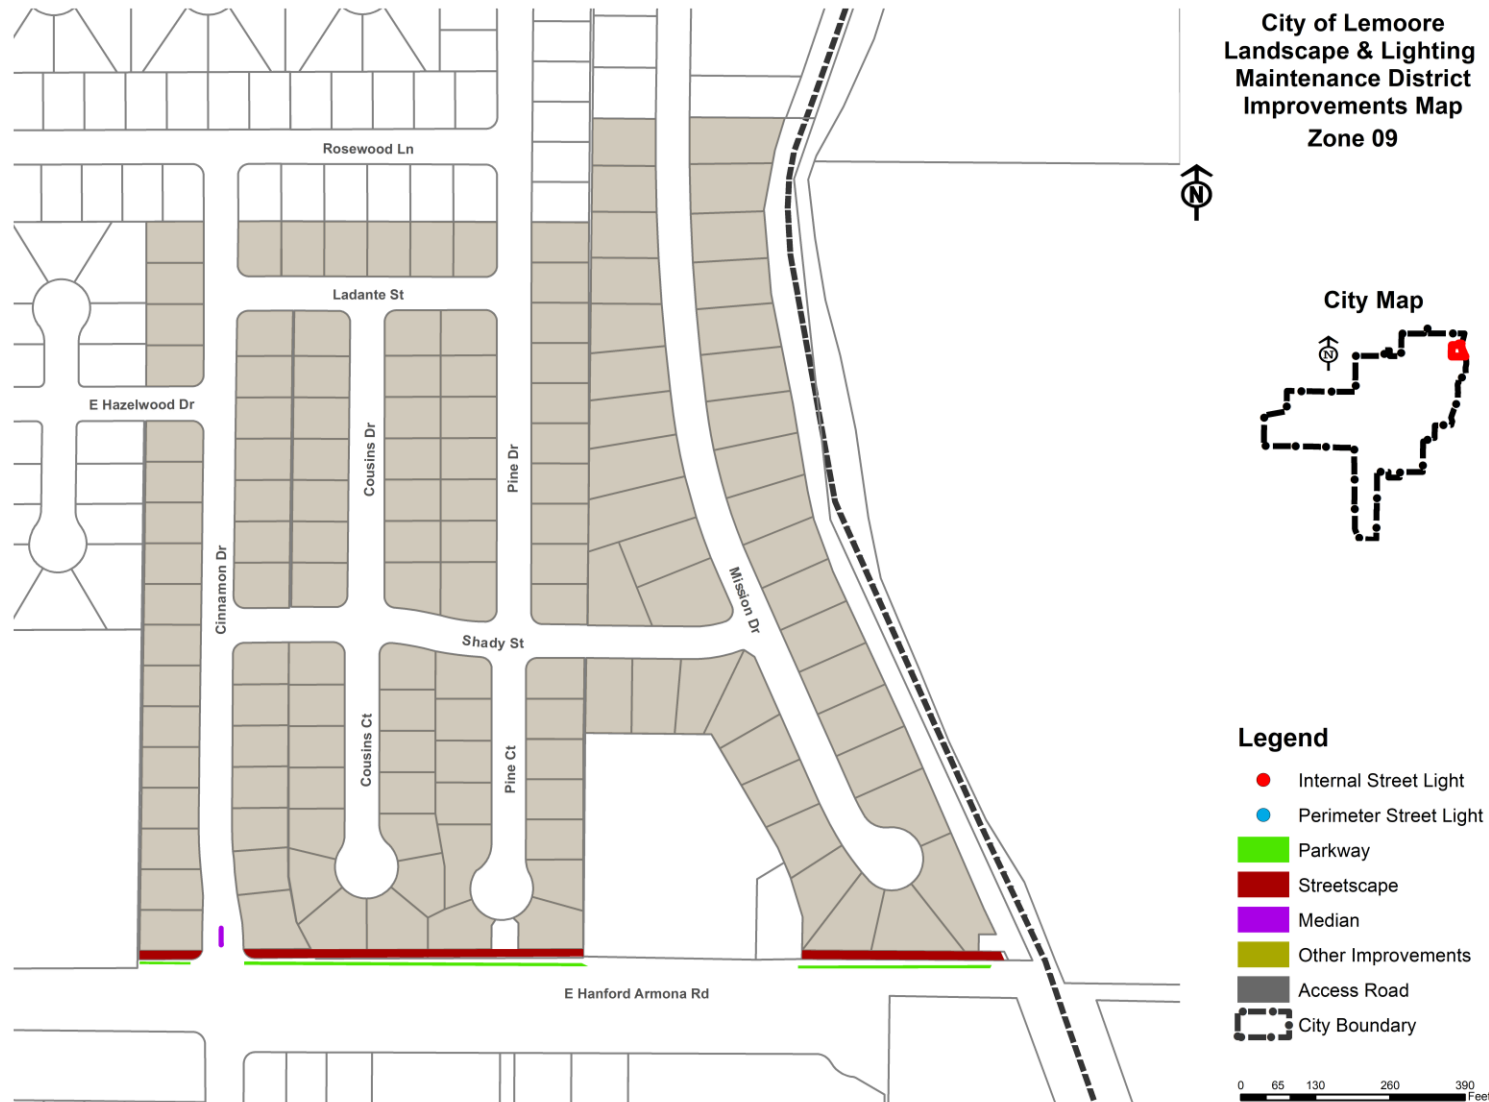 City of Lemoore
Landscape & Lighting
Maintenance District
Improvements Map
Zone 09
N
City Map
N
Rosewood Ln
Ladante St
E Hazelwood Dr
Cousins Dr
Pine Dr
Cinnamon Dr
Mission Dr
Shady St
Cousins Ct
Pine Ct
E Hanford Armona Rd
Legend
Internal Street Light
Perimeter Street Light
Parkway
Streetscape
Median
Other Improvements
Access Road
City Boundary
0 65 130 260 390
Feet